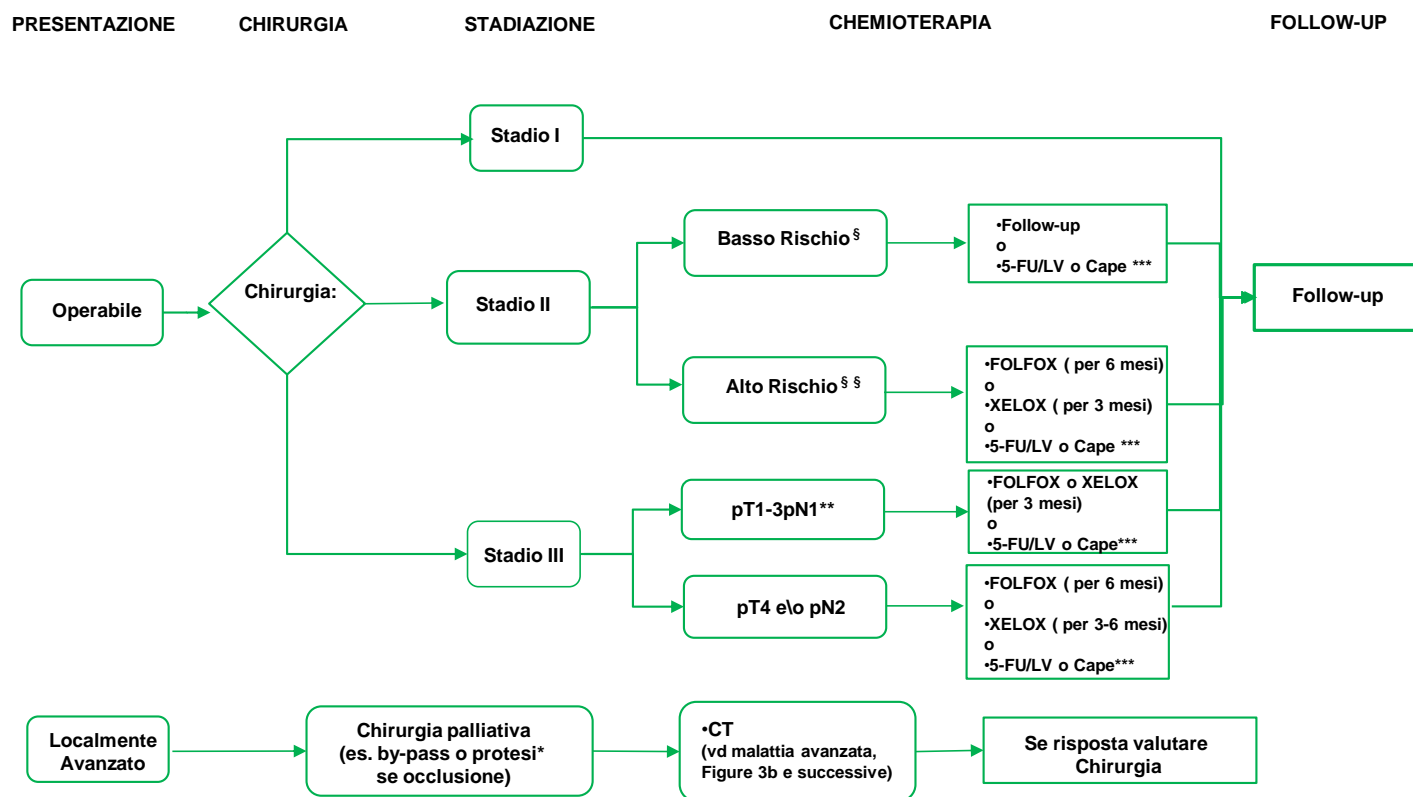 PRESENTAZIONE CHIRURGIA STADIAZIONE CHEMIOTERAPIA FOLLOW-UP
Stadio I
Basso Rischio §
•Follow-up
o
•5-FU/LV o Cape ***
Operabile
Chirurgia:
Stadio II
Follow-up
Alto Rischio § §
•FOLFOX ( per 6 mesi)
o
•XELOX ( per 3 mesi)
o
•5-FU/LV o Cape ***
Stadio III
pT1-3pN1**
•FOLFOX o XELOX
(per 3 mesi)
o
•5-FU/LV o Cape***
pT4 e\o pN2
•FOLFOX ( per 6 mesi)
o
•XELOX ( per 3-6 mesi)
o
•5-FU/LV o Cape***
Localmente
Avanzato
Chirurgia palliativa
(es. by-pass o protesi*
se occlusione)
•CT
(vd malattia avanzata,
Figure 3b e successive)
Se risposta valutare
Chirurgia